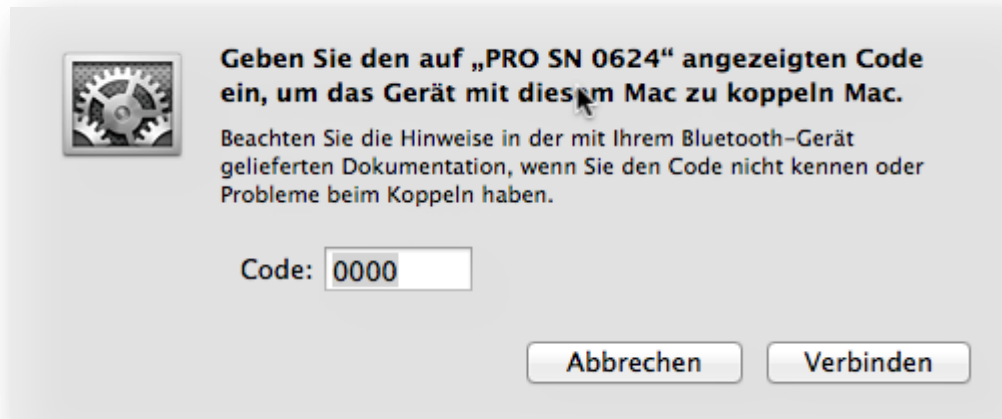 Geben Sie den auf „PRO SN 0624“ angezeigten Code
ein, um das Gerät mit diesem Mac zu koppeln Mac.
Beachten Sie die Hinweise in der mit Ihrem Bluetooth-Gerät
gelieferten Dokumentation, wenn Sie den Code nicht kennen oder
Probleme beim Koppeln haben.
Code: 0000
Abbrechen Verbinden